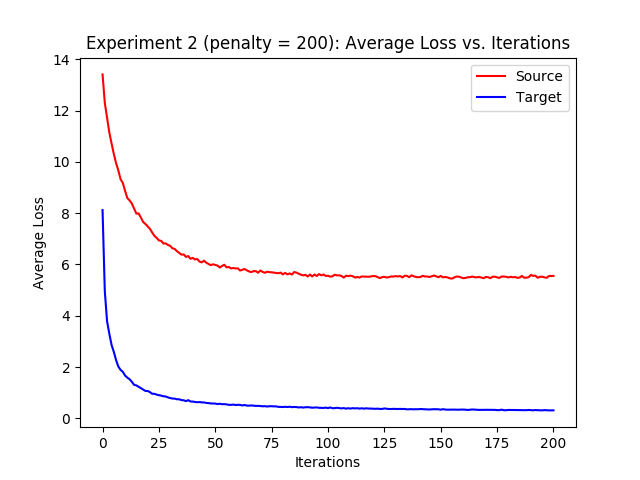 Experiment 2 (penalty = 200): Average Loss vs. Iterations
Source
Target
Average Loss
14
12
10
8
6
4
2
0
0 25 50 75 100 125 150 175 200
Iterations